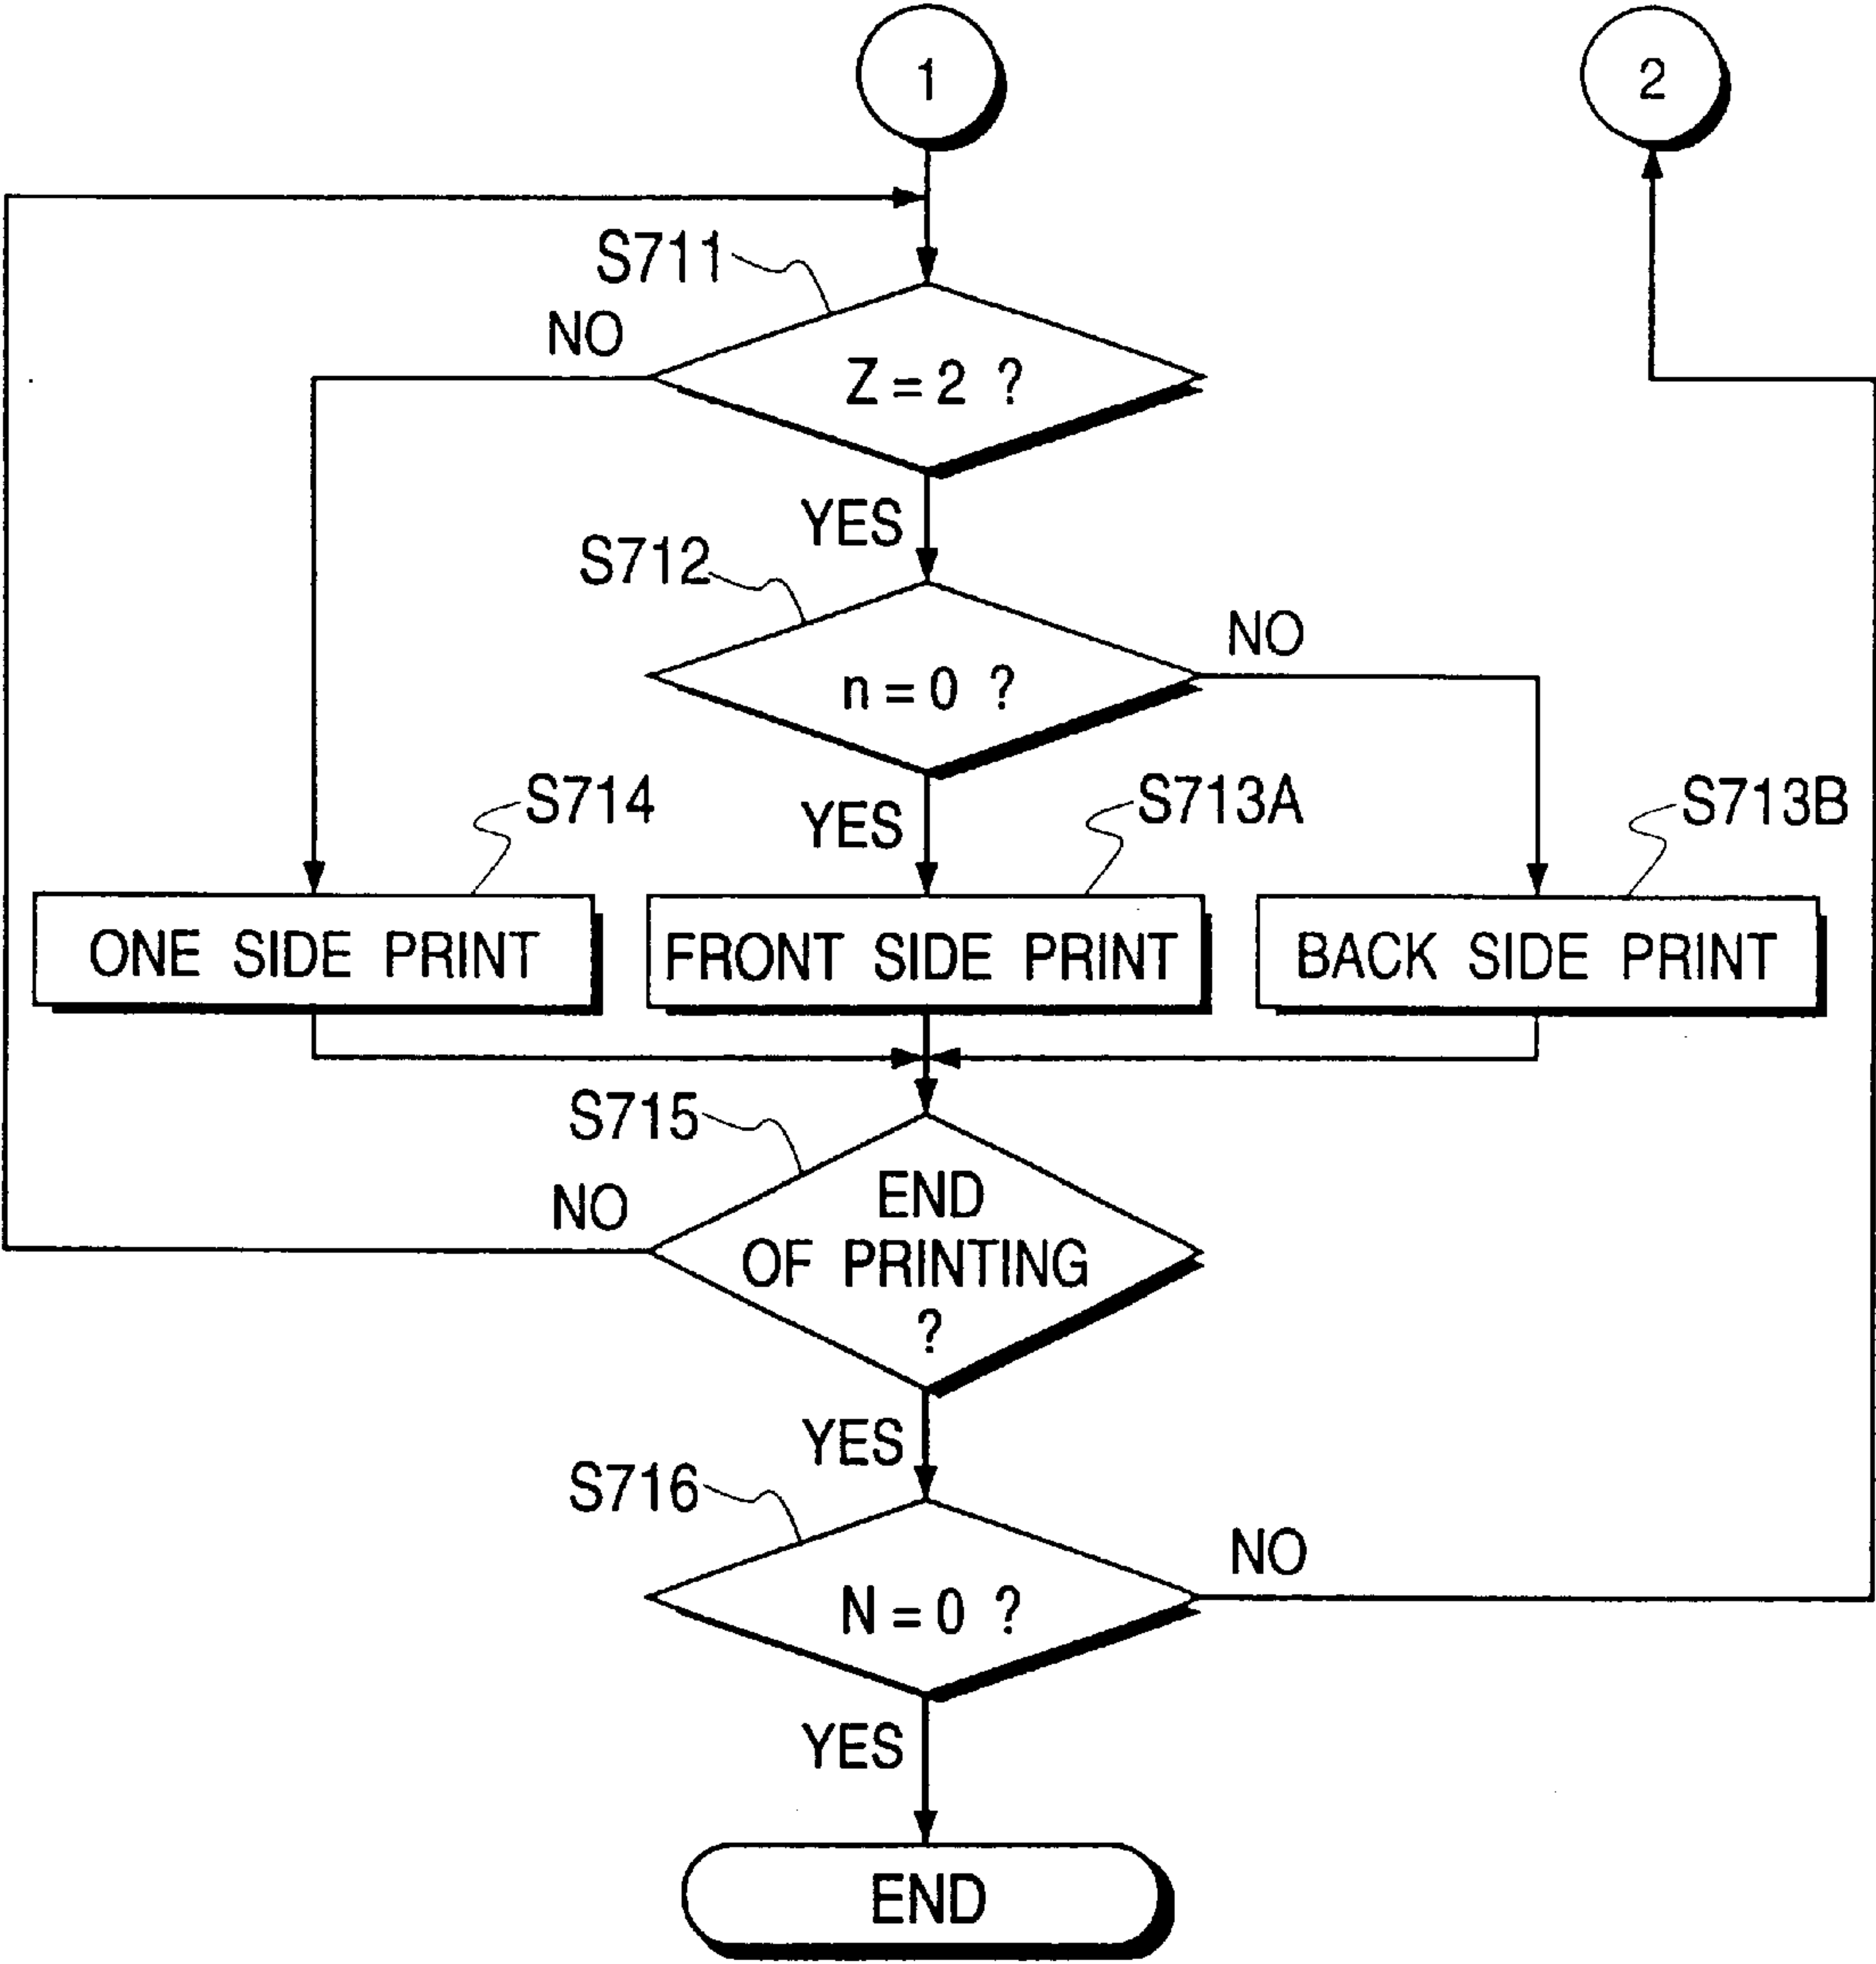 1
2
S711
NO
Z = 2 ?
YES
S712
NO
n = 0 ?
S714
YES
S713A
S713B
ONE SIDE PRINT
FRONT SIDE PRINT
BACK SIDE PRINT
S715
NO
END
OF PRINTING
?
YES
S716
NO
N = 0 ?
YES
END